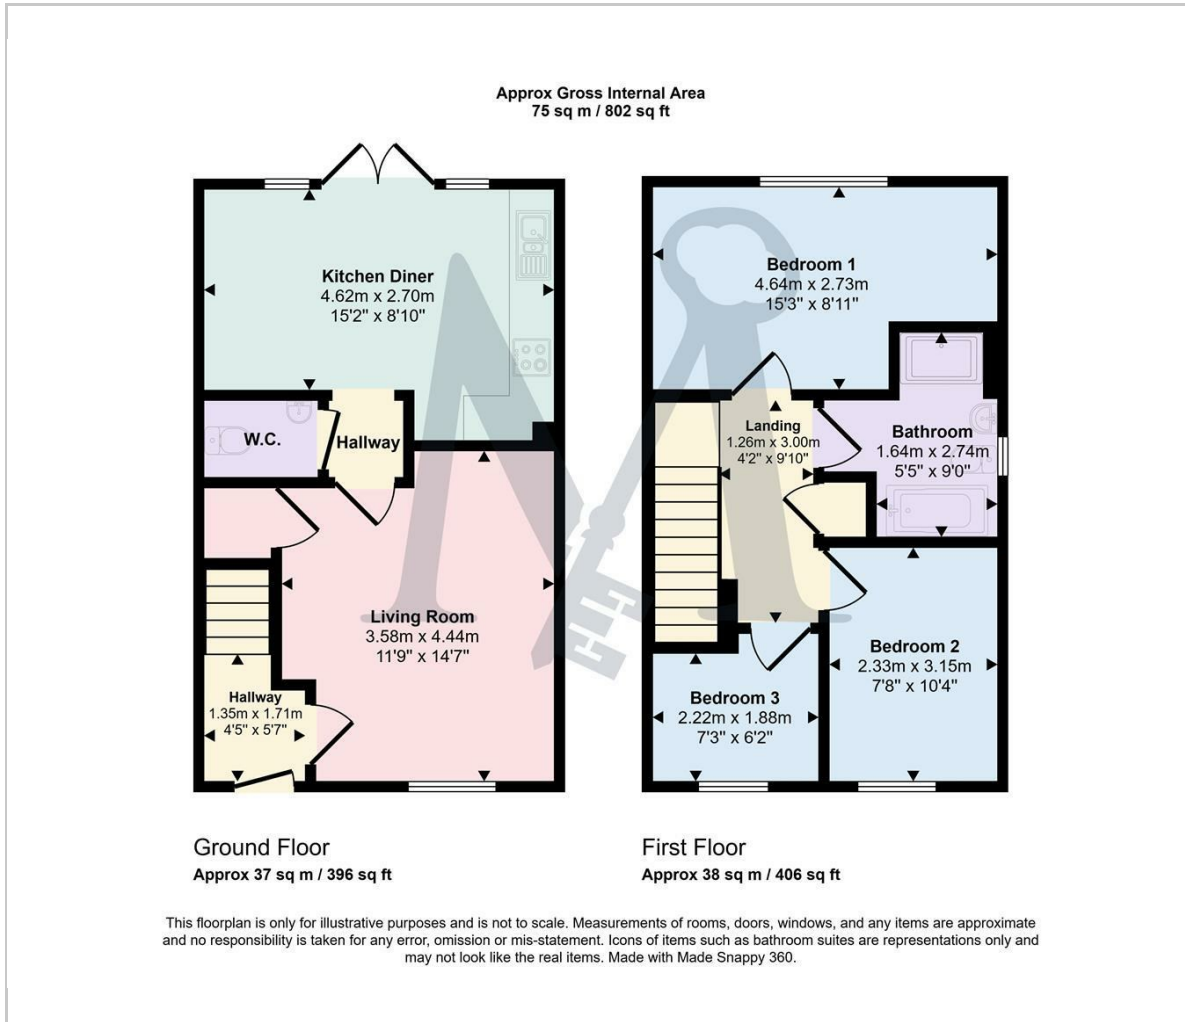 Approx Gross Internal Area
75 sq m / 802 sq ft
Kitchen Diner
4.62m x 2.70m
15'2" x 8'10"
W.C.
Hallway
Living Room
3.58m x 4.44m
11'9" x 14'7"
Hallway
1.35m x 1.71m
4'5" x 5'7"
Ground Floor
Approx 37 sq m / 396 sq ft
Bedroom 1
4.64m x 2.73m
15'3" x 8'11"
Landing
1.26m x 3.00m
4'2" x 9'10"
Bathroom
1.64m x 2.74m
5'5" x 9'0"
Bedroom 2
2.33m x 3.15m
7'8" x 10'4"
Bedroom 3
2.22m x 1.88m
7'3" x 6'2"
First Floor
Approx 38 sq m / 406 sq ft
This floorplan is only for illustrative purposes and is not to scale. Measurements of rooms, doors, windows, and any items are approximate
and no responsibility is taken for any error, omission or mis-statement. Icons of items such as bathroom suites are representations only and
may not look like the real items. Made with Made Snappy 360.